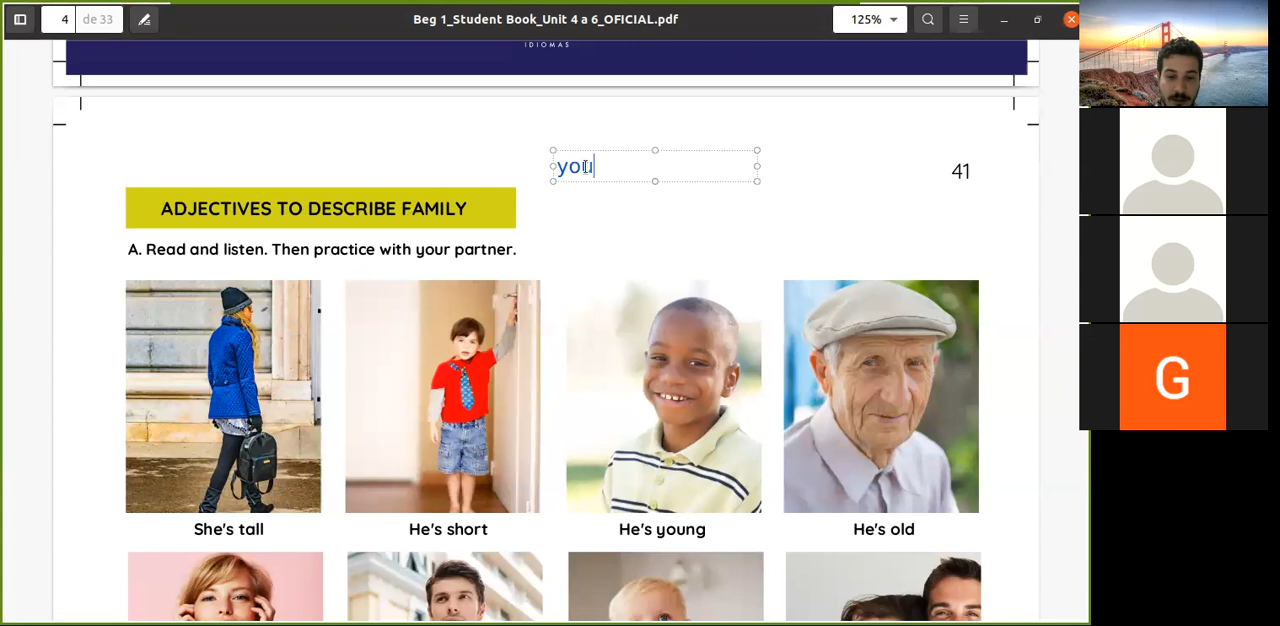 4 de 33
Beg 1_Student Book_Unit 4 a 6_OFICIAL.pdf
125%
IDIOMAS
you
41
ADJECTIVES TO DESCRIBE FAMILY
A. Read and listen. Then practice with your partner.
She's tall
He's short
He's young
He's old
G